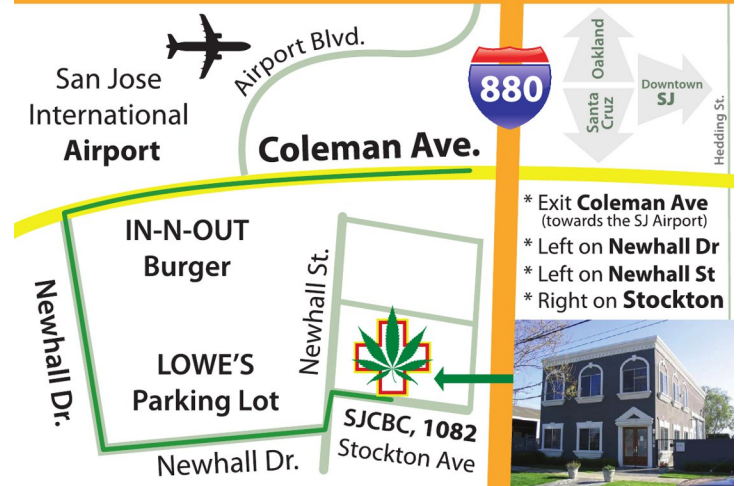 San Jose
International
Airport
Airport Blvd.
880
Oakland
Santa
Cruz
Downtown
SJ
Hedding St.
Coleman Ave.
* Exit Coleman Ave
(towards the SJ Airport)
* Left on Newhall Dr
* Left on Newhall St
* Right on Stockton
IN-N-OUT
Burger
Newhall St.
Newhall Dr.
LOWE'S
Parking Lot
SJCBC, 1082
Stockton Ave
Newhall Dr.